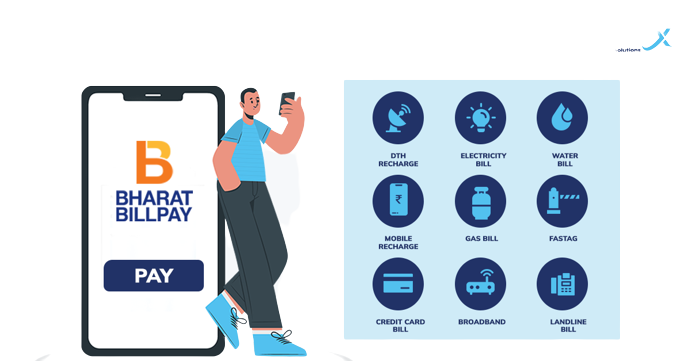 olutions
BHARAT
BILLPAY
PAY
DTH
RECHARGE
ELECTRICITY
BILL
WATER
BILL
₹
MOBILE
RECHARGE
GAS BILL
FASTAG
CREDIT CARD
BILL
BROADBAND
LANDLINE
BILL